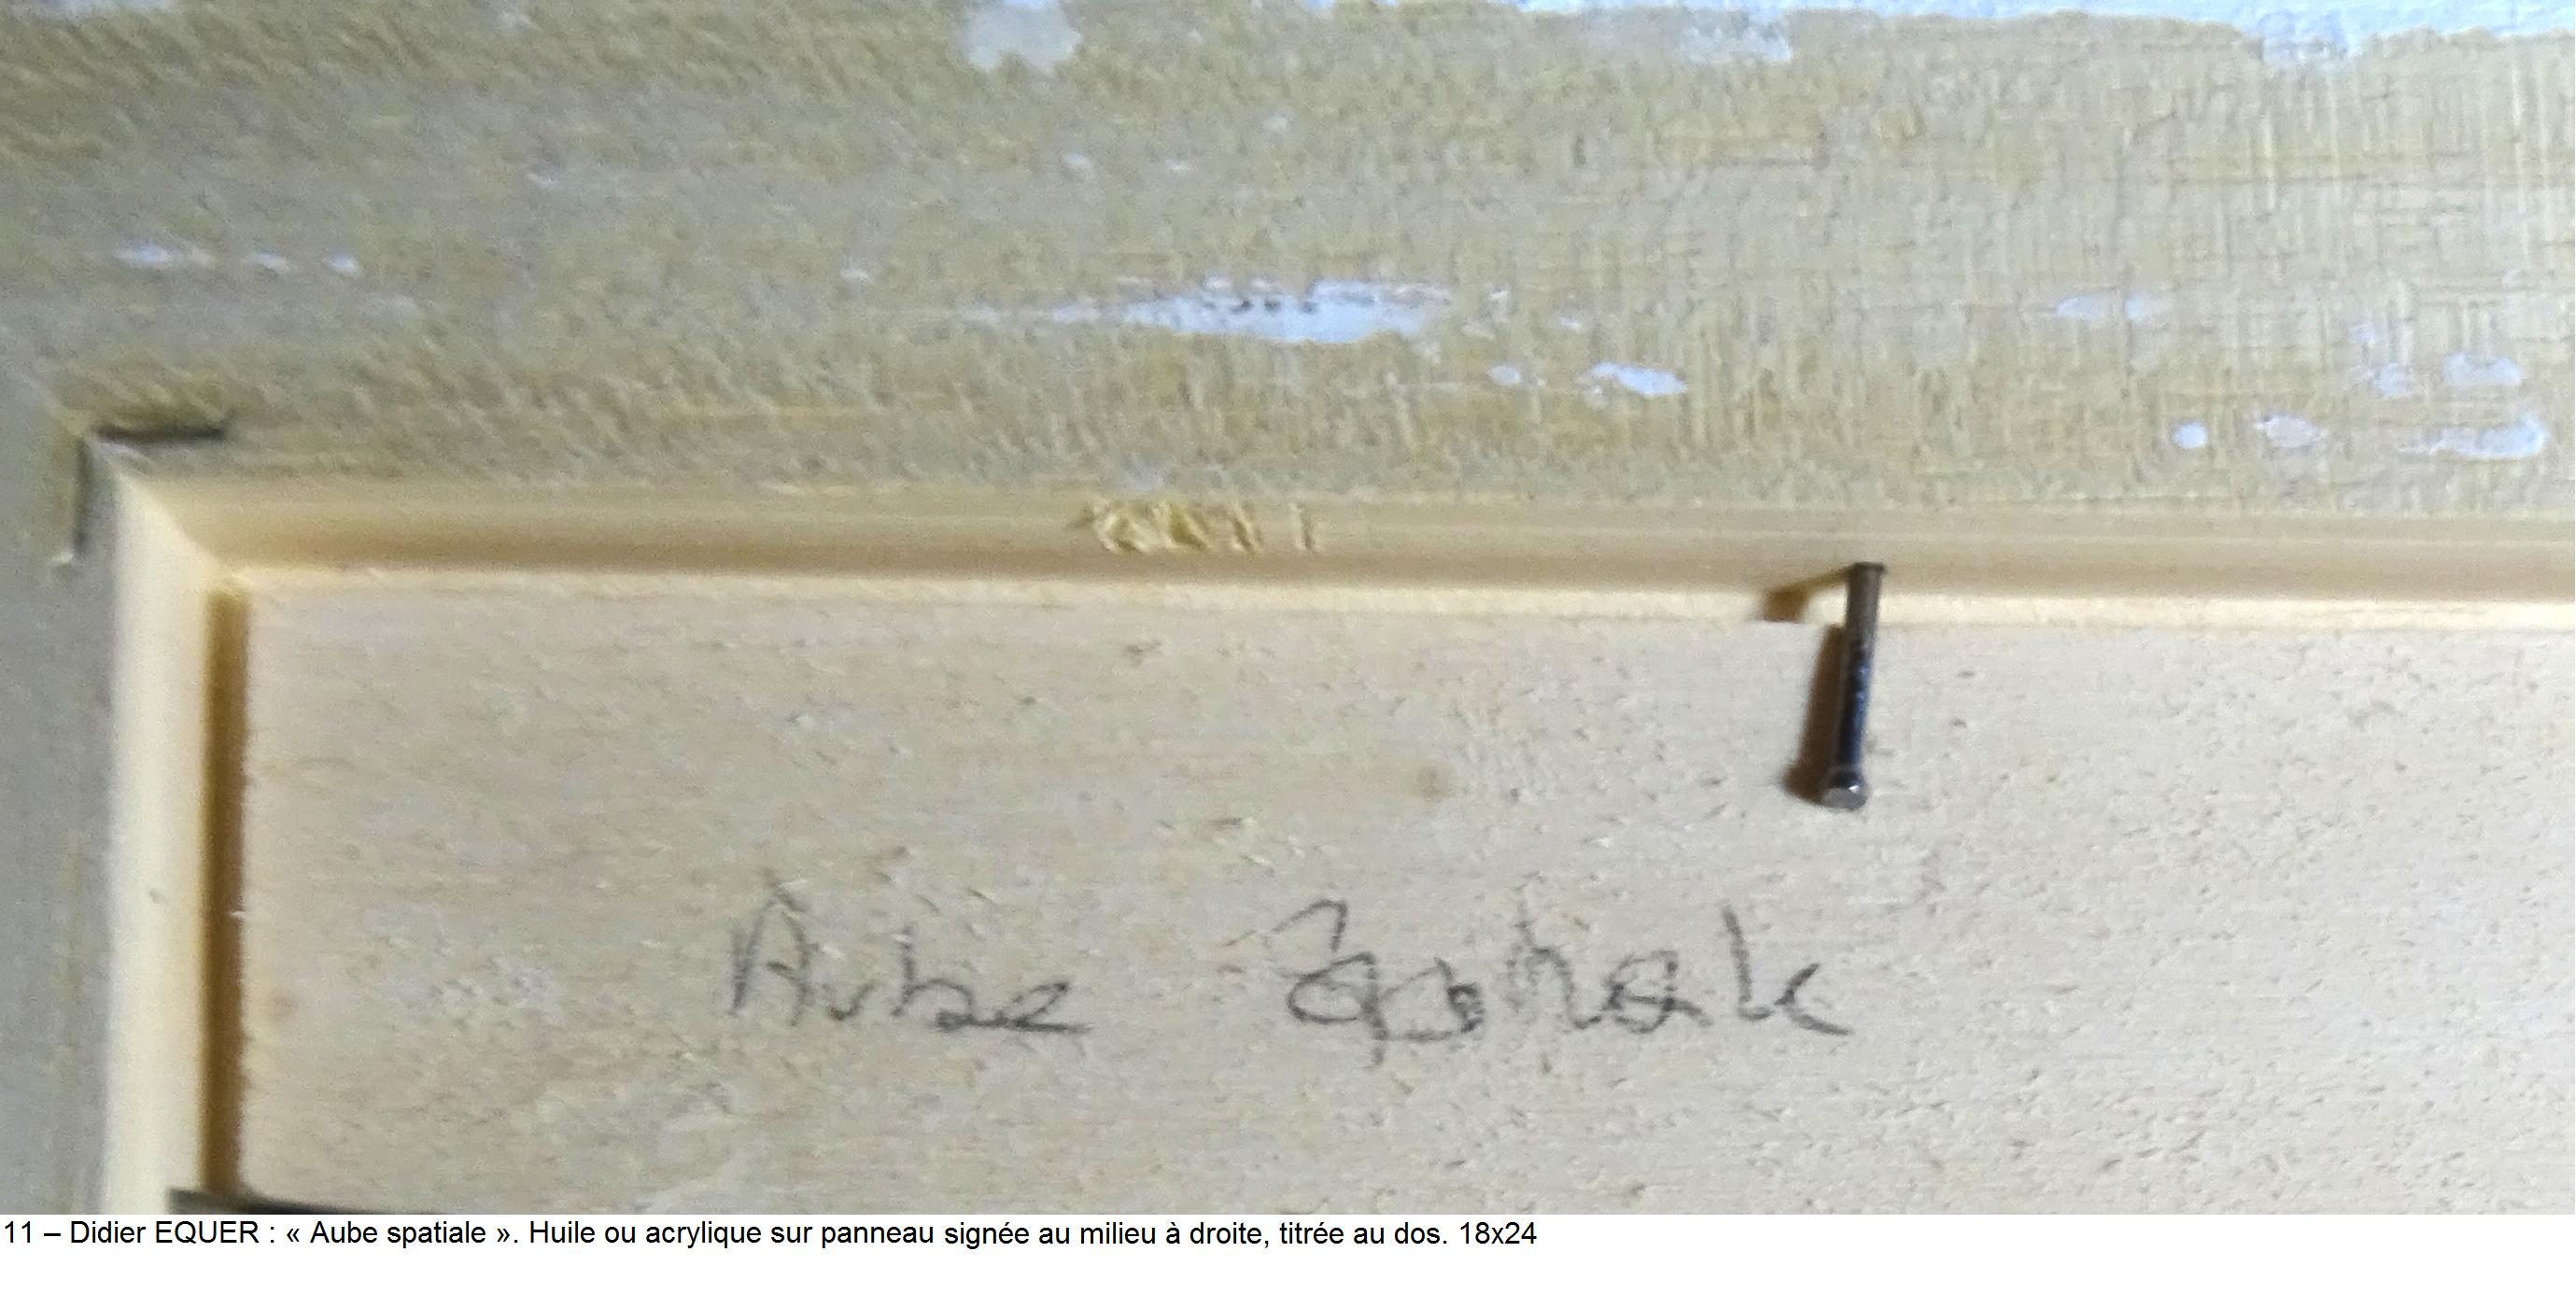 Aube spatiale
11 – Didier EQUER : « Aube spatiale ». Huile ou acrylique sur panneau signée au milieu à droite, titrée au dos. 18x24